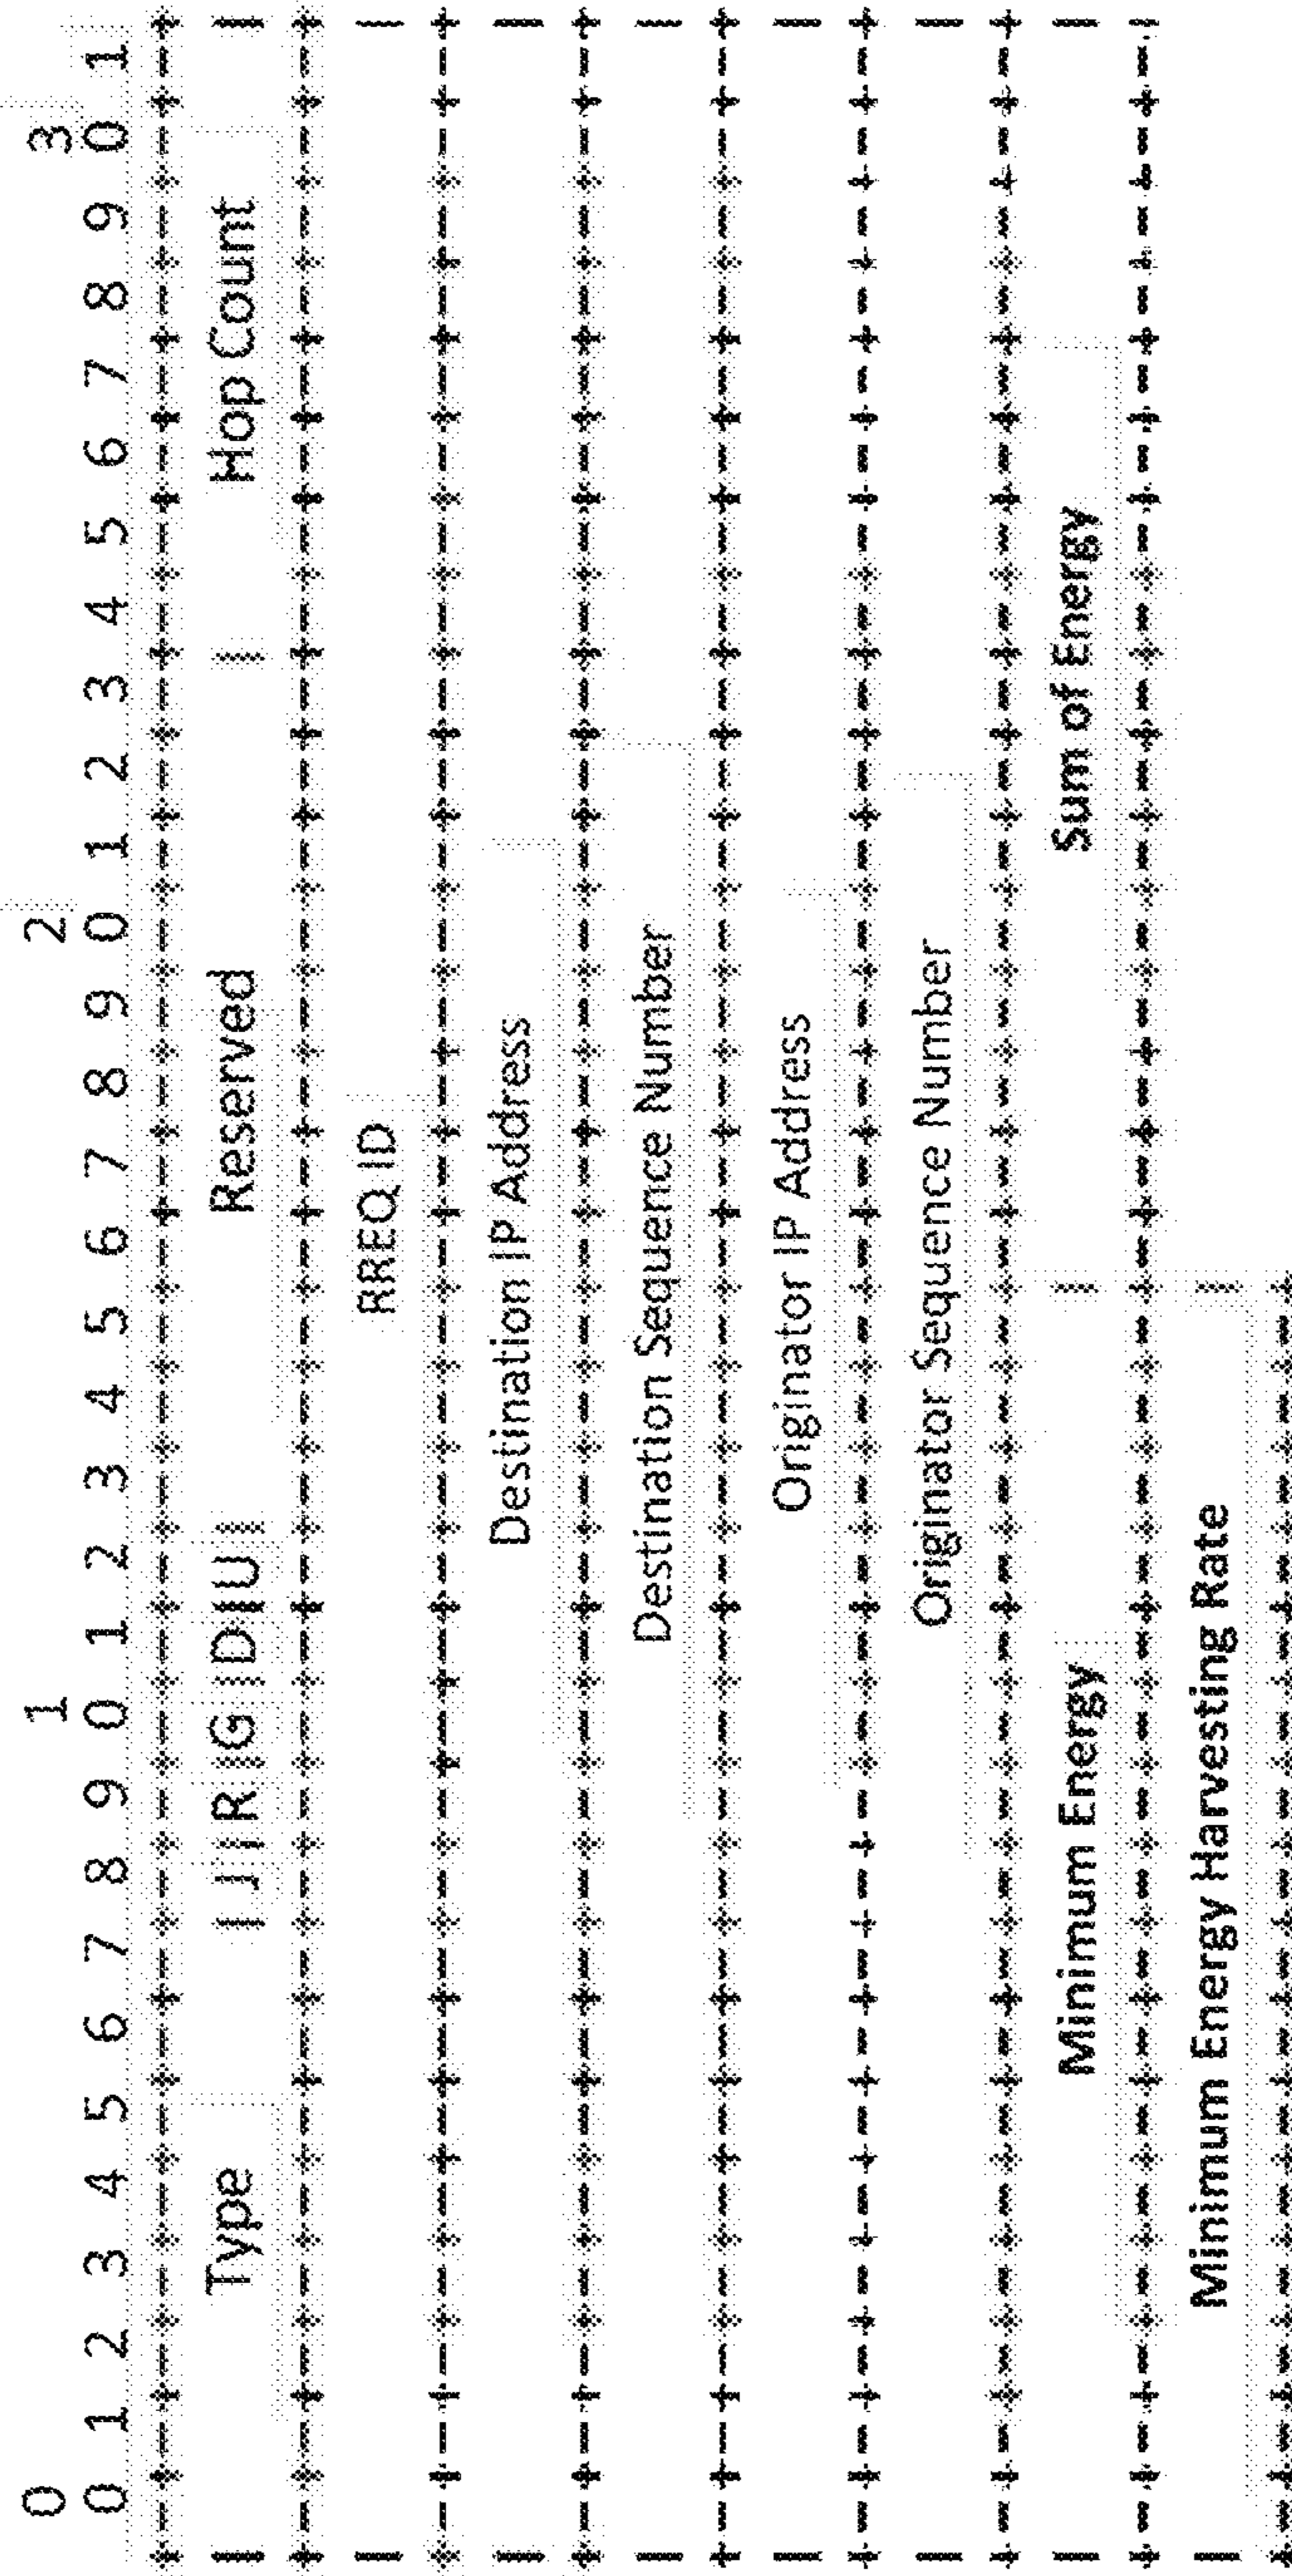 0 1 2 3
0 1 2 3 4 5 6 7 8 9 0 1 2 3 4 5 6 7 8 9 0 1 2 3 4 5 6 7 8 9 0 1
+-+-+-+-+-+-+-+-+-+-+-+-+-+-+-+-+-+-+-+-+-+-+-+-+-+-+-+-+-+-+-+-+
| Type |J|R|G|D|U| Reserved | Hop Count |
+-+-+-+-+-+-+-+-+-+-+-+-+-+-+-+-+-+-+-+-+-+-+-+-+-+-+-+-+-+-+-+-+
| RREQ ID |
+-+-+-+-+-+-+-+-+-+-+-+-+-+-+-+-+-+-+-+-+-+-+-+-+-+-+-+-+-+-+-+-+
| Destination IP Address |
+-+-+-+-+-+-+-+-+-+-+-+-+-+-+-+-+-+-+-+-+-+-+-+-+-+-+-+-+-+-+-+-+
| Destination Sequence Number |
+-+-+-+-+-+-+-+-+-+-+-+-+-+-+-+-+-+-+-+-+-+-+-+-+-+-+-+-+-+-+-+-+
| Originator IP Address |
+-+-+-+-+-+-+-+-+-+-+-+-+-+-+-+-+-+-+-+-+-+-+-+-+-+-+-+-+-+-+-+-+
| Originator Sequence Number |
+-+-+-+-+-+-+-+-+-+-+-+-+-+-+-+-+-+-+-+-+-+-+-+-+-+-+-+-+-+-+-+-+
| Minimum Energy | Sum of Energy |
+-+-+-+-+-+-+-+-+-+-+-+-+-+-+-+-+-+-+-+-+-+-+-+-+-+-+-+-+-+-+-+-+
| Minimum Energy Harvesting Rate |
+-+-+-+-+-+-+-+-+-+-+-+-+-+-+-+-+